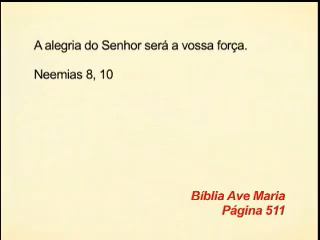 A alegria do Senhor será a vossa força.
Neemias 8, 10
Bíblia Ave Maria
Página 511